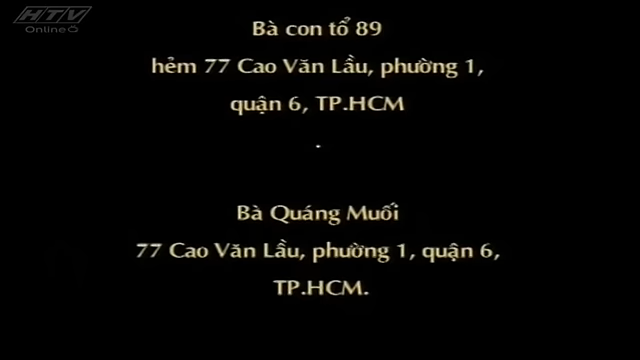 HTV
Online
Bà con tổ 89
hẻm 77 Cao Văn Lầu, phường 1,
quận 6, TP.HCM
.
Bà Quáng Muối
77 Cao Văn Lầu, phường 1, quận 6,
TP.HCM.